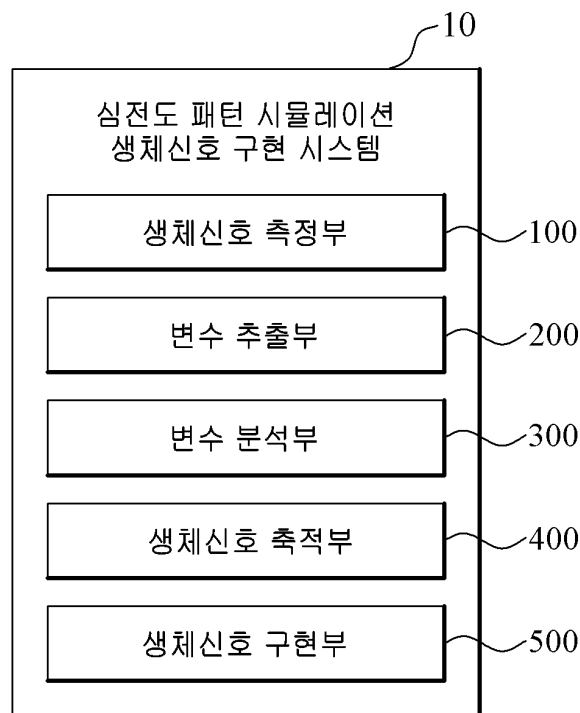 10
심전도 패턴 시뮬레이션
생체신호 구현 시스템
생체신호 측정부
100
변수 추출부
200
변수 분석부
300
생체신호 축적부
400
생체신호 구현부
500